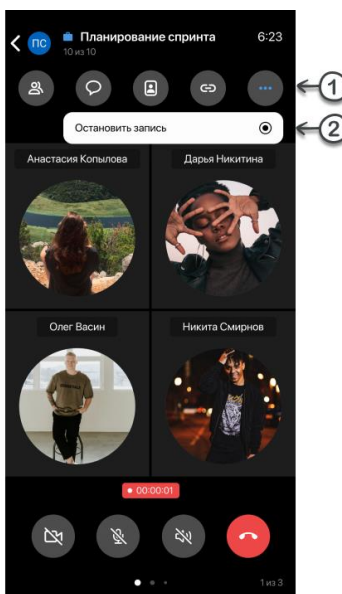 ПС
Планирование спринта
6:23
10 из 10
1
Остановить запись
2
Анастасия Копылова
Дарья Никитина
Олег Васин
Никита Смирнов
00:00:01
1 из 3